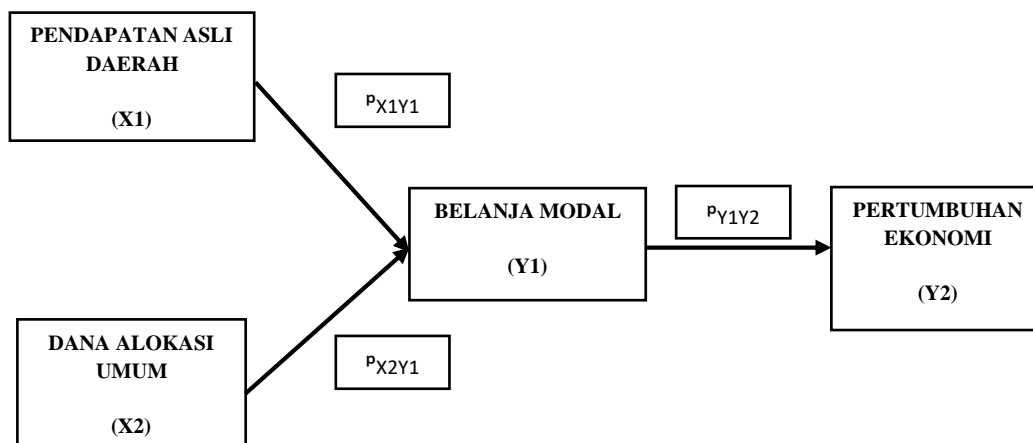 PENDAPATAN ASLI
DAERAH
(X1)
pX1Y1
BELANJA MODAL
(Y1)
pY1Y2
PERTUMBUHAN
EKONOMI
(Y2)
DANA ALOKASI
UMUM
(X2)
pX2Y1